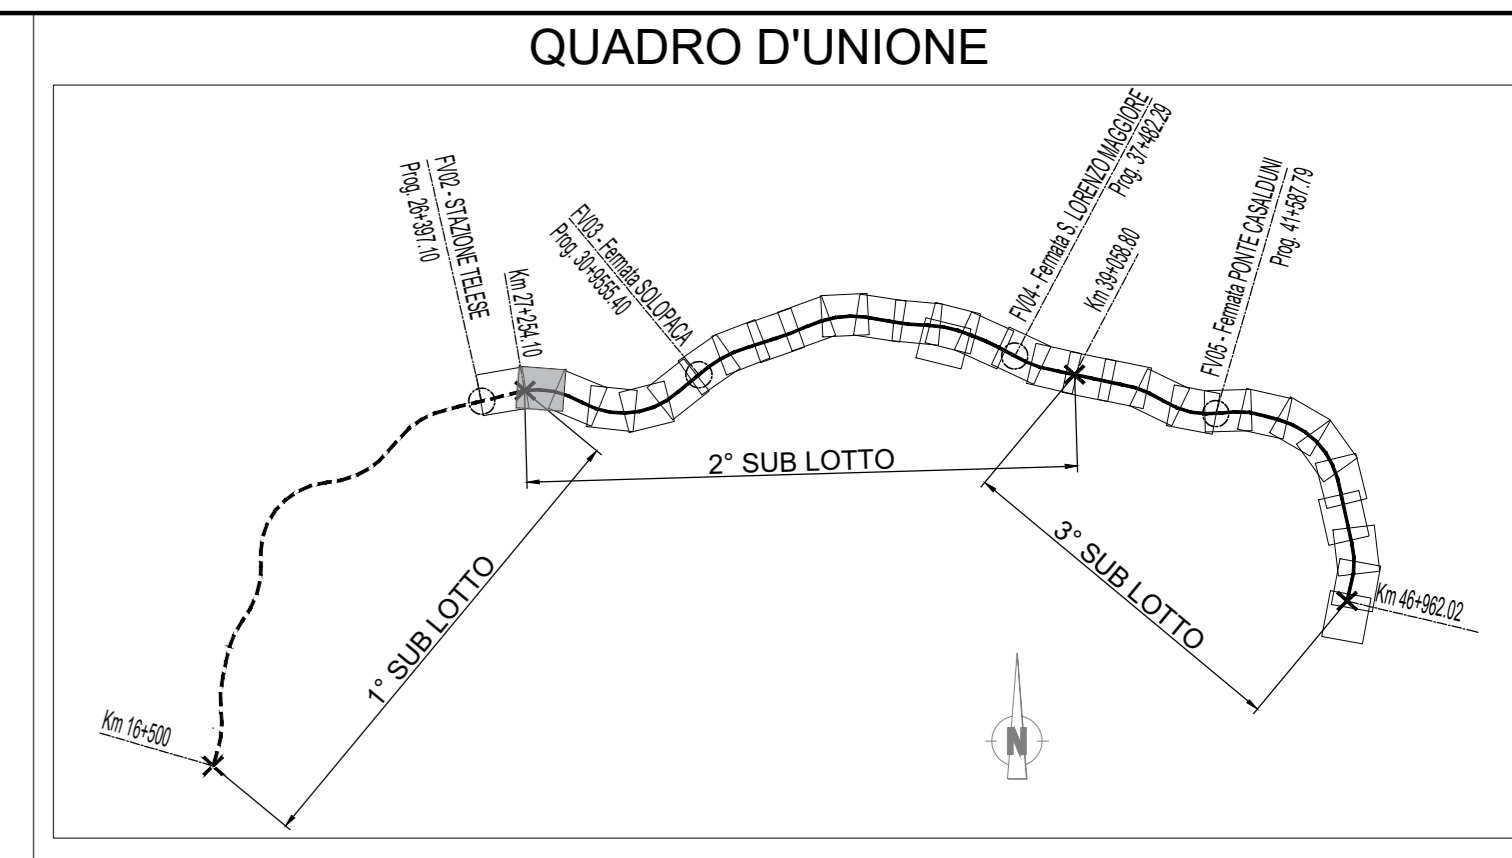 QUADRO D'UNIONE
FV02 - STAZIONE TELESE
Prog. 26+397.10
Km 27+254.10
FV03 - Fermata SOLOPACA
Prog. 30+9555.40
FV04 - Fermata S. LORENZO MAGGIORE
Prog. 37+482.29
Km 39+058.80
FV05 - Fermata PONTE CASALDUNI
Prog. 41+587.79
2° SUB LOTTO
1° SUB LOTTO
3° SUB LOTTO
Km 46+962.02
Km 16+500
N